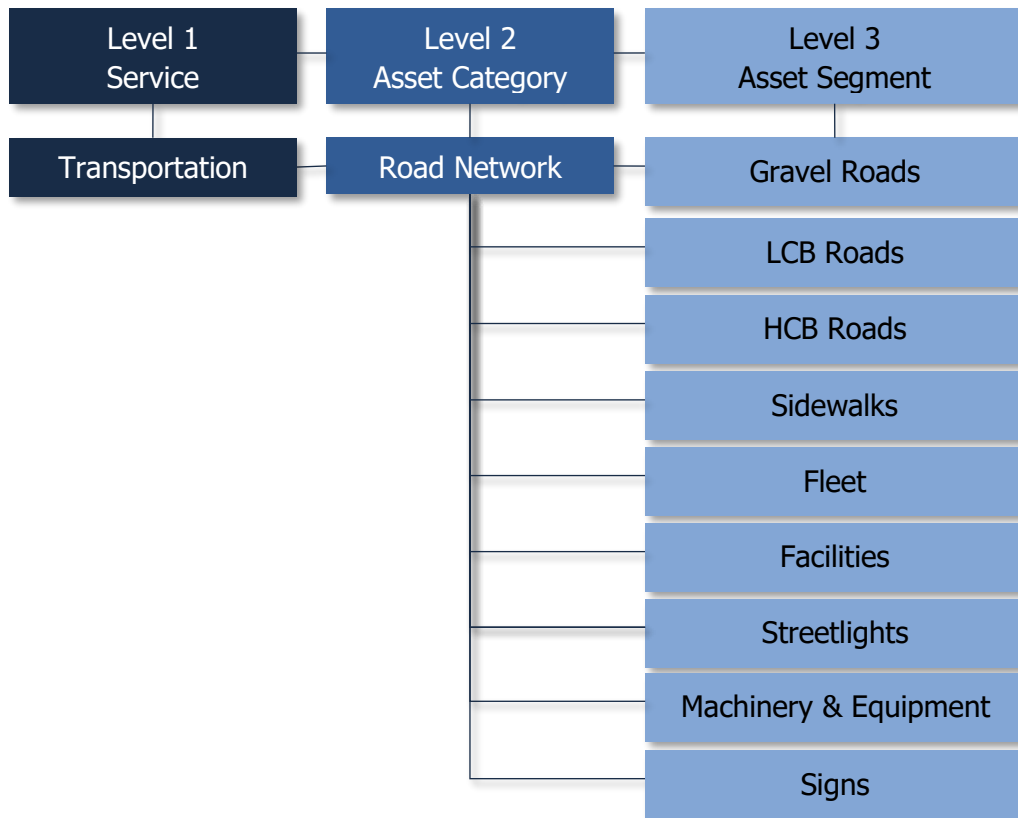 Level 1
Service
Level 2
Asset Category
Level 3
Asset Segment
Transportation
Road Network
Gravel Roads
LCB Roads
HCB Roads
Sidewalks
Fleet
Facilities
Streetlights
Machinery & Equipment
Signs